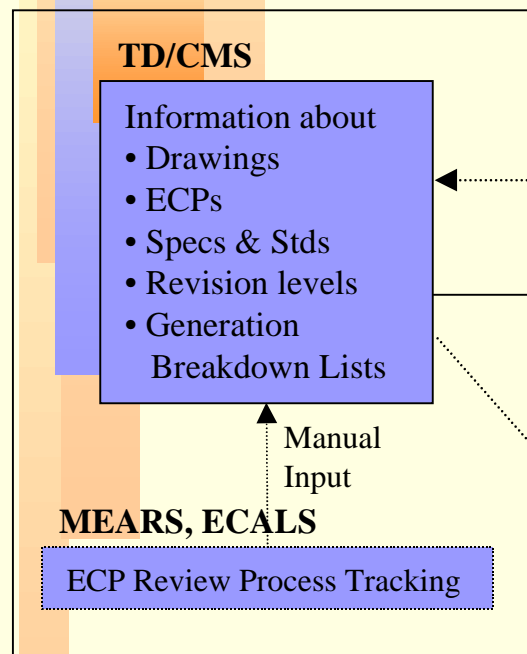 TD/CMS
Information about
• Drawings
• ECPs
• Specs & Stds
• Revision levels
• Generation
Breakdown Lists
Manual
Input
MEARS, ECALS
ECP Review Process Tracking